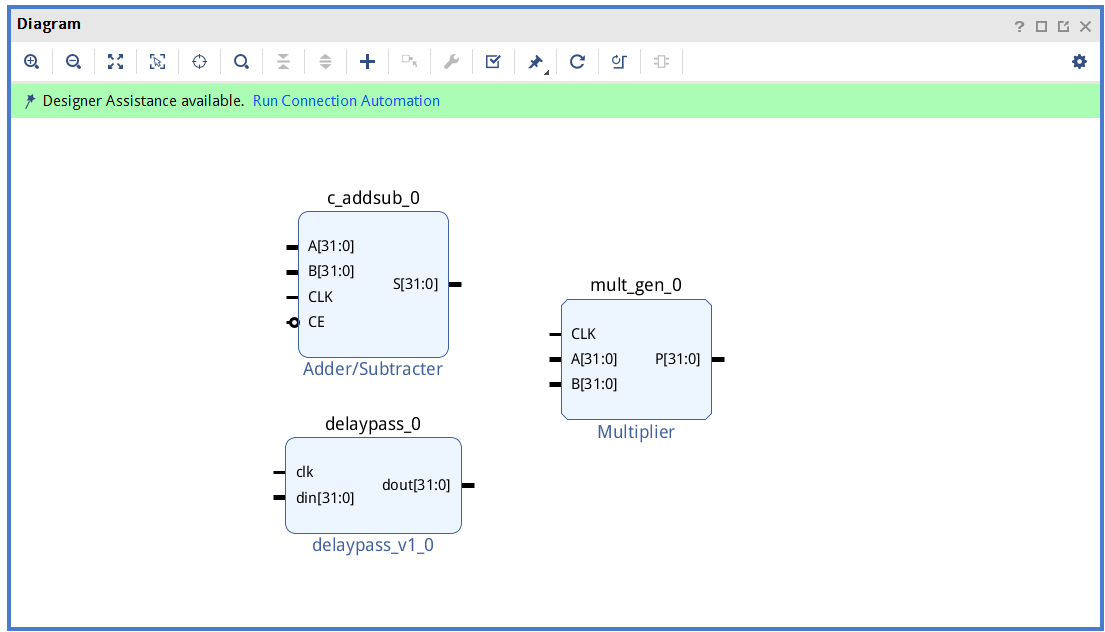 Diagram
?
Designer Assistance available. Run Connection Automation
c_addsub_0
A[31:0]
B[31:0]
CLK
CE
S[31:0]
Adder/Subtracter
mult_gen_0
CLK
A[31:0]
B[31:0]
P[31:0]
Multiplier
delaypass_0
clk
din[31:0]
dout[31:0]
delaypass_v1_0